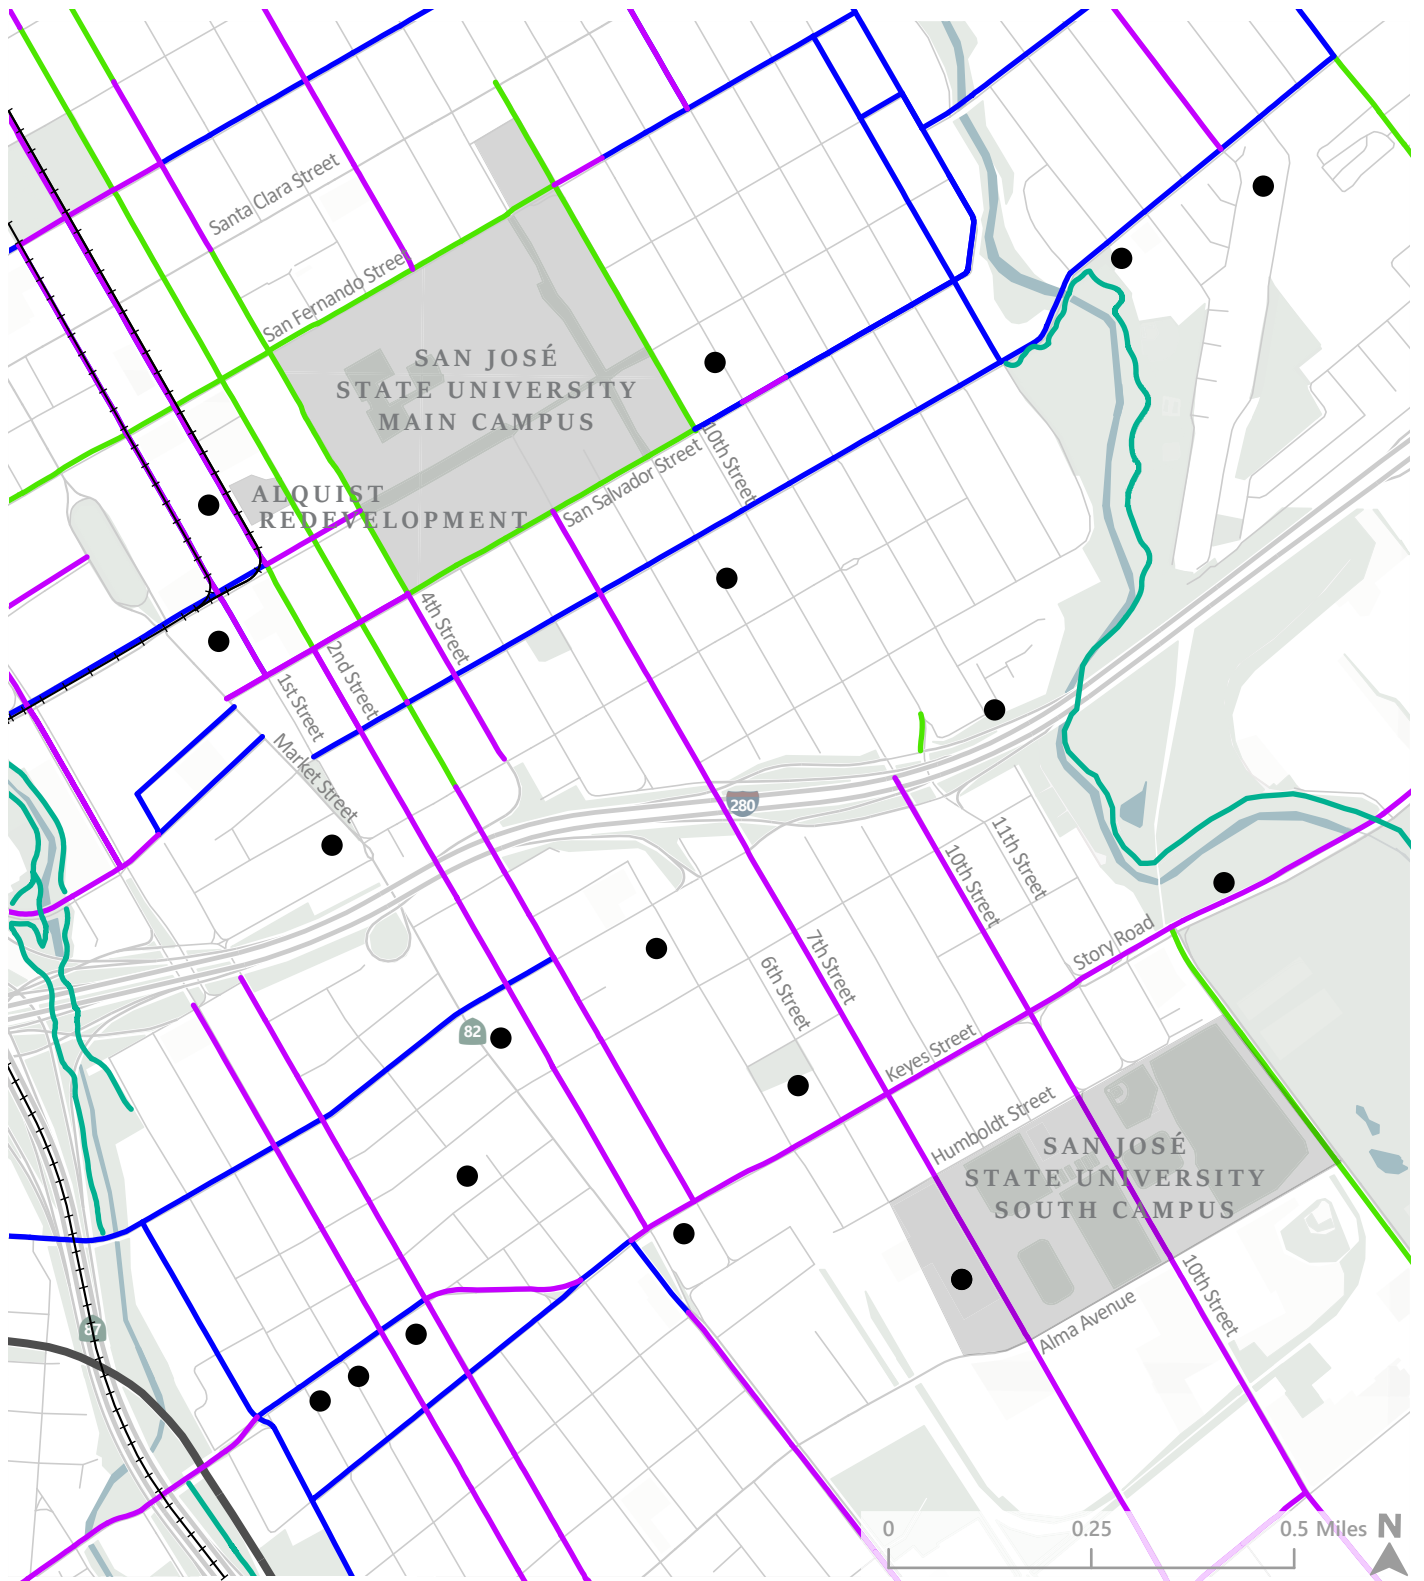 Santa Clara Street
San Fernando Street
SAN JOSÉ
STATE UNIVERSITY
MAIN CAMPUS
10th Street
San Salvador Street
ALQUIST
REDEVELOPMENT
4th Street
2nd Street
1st Street
Market Street
280
11th Street
10th Street
7th Street
6th Street
Story Road
82
Keyes Street
Humboldt Street
SAN JOSÉ
STATE UNIVERSITY
SOUTH CAMPUS
10th Street
Alma Avenue
87
0 0.25 0.5 Miles N